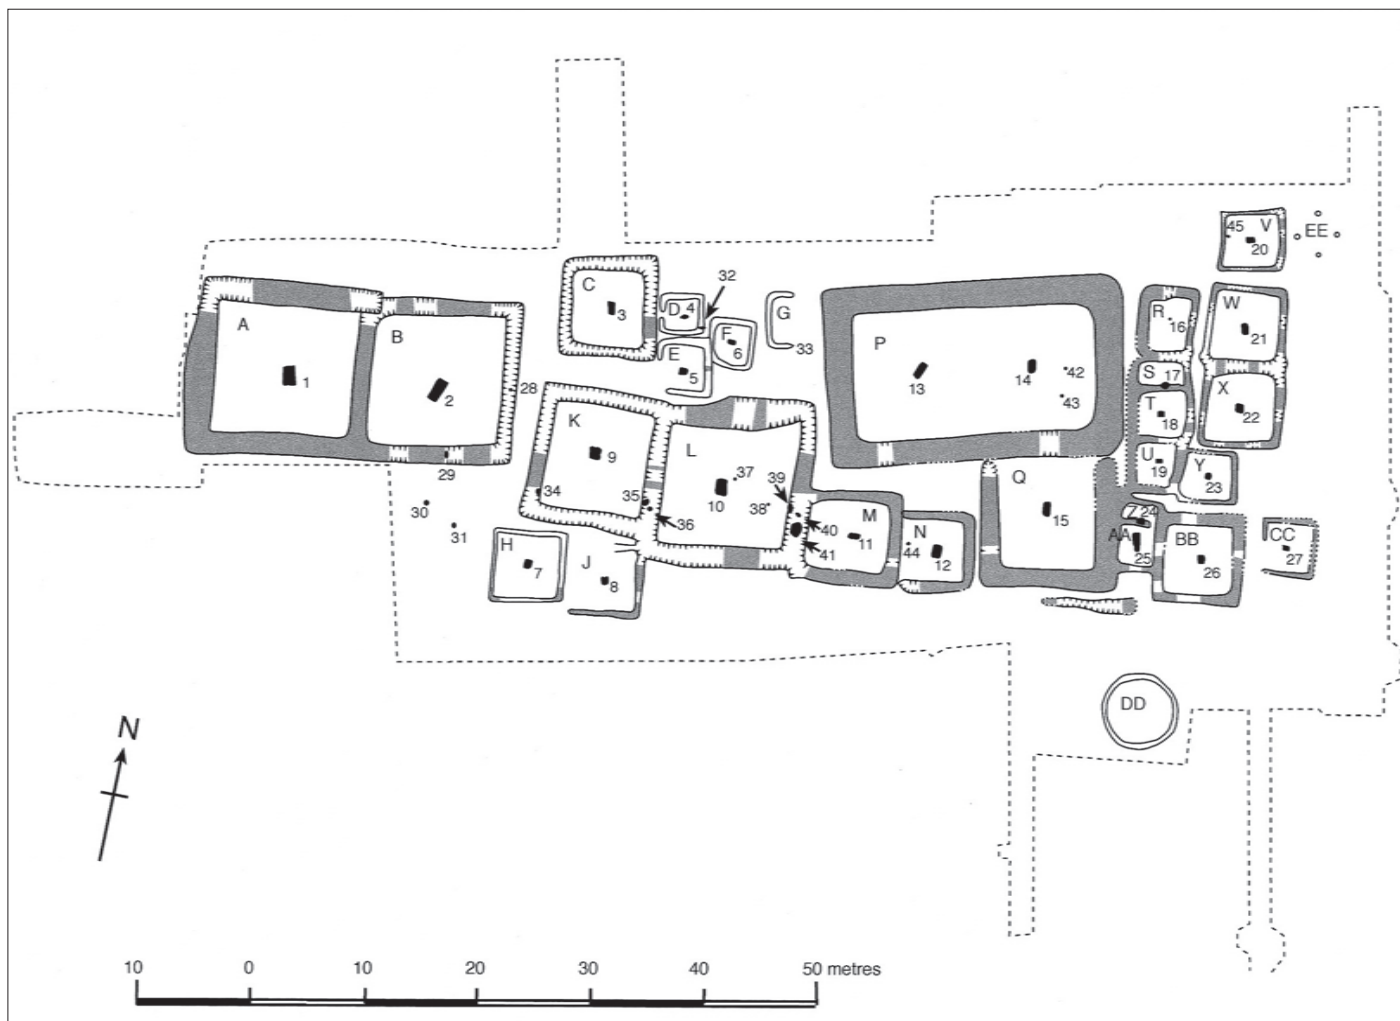 45 V
EE
20
C
32
D 4
G
R
W
A
3
F
16
21
B
6
33
E
P
S 17
1
5
14
42
X
2
28
13
T
22
43
18
K
L
U
Y
9
37
19
29
39
Q
23
34
35
10
38
Z 24
30
M
15
36
40
N
AA
BB
CC
31
11
44
H
41
12
25
J
26
27
7
8
DD
N
10 0 10 20 30 40 50 metres